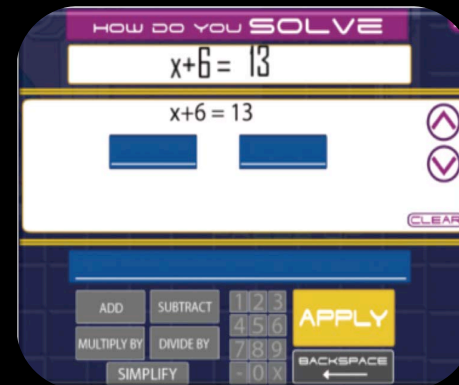 HOW DO YOU SOLVE
x+6 = 13
x+6 = 13
CLEAR
ADD SUBTRACT 1 2 3
APPLY
4 5 6
MULTIPLY BY DIVIDE BY 7 8 9
BACKSPACE
SIMPLIFY - 0 X